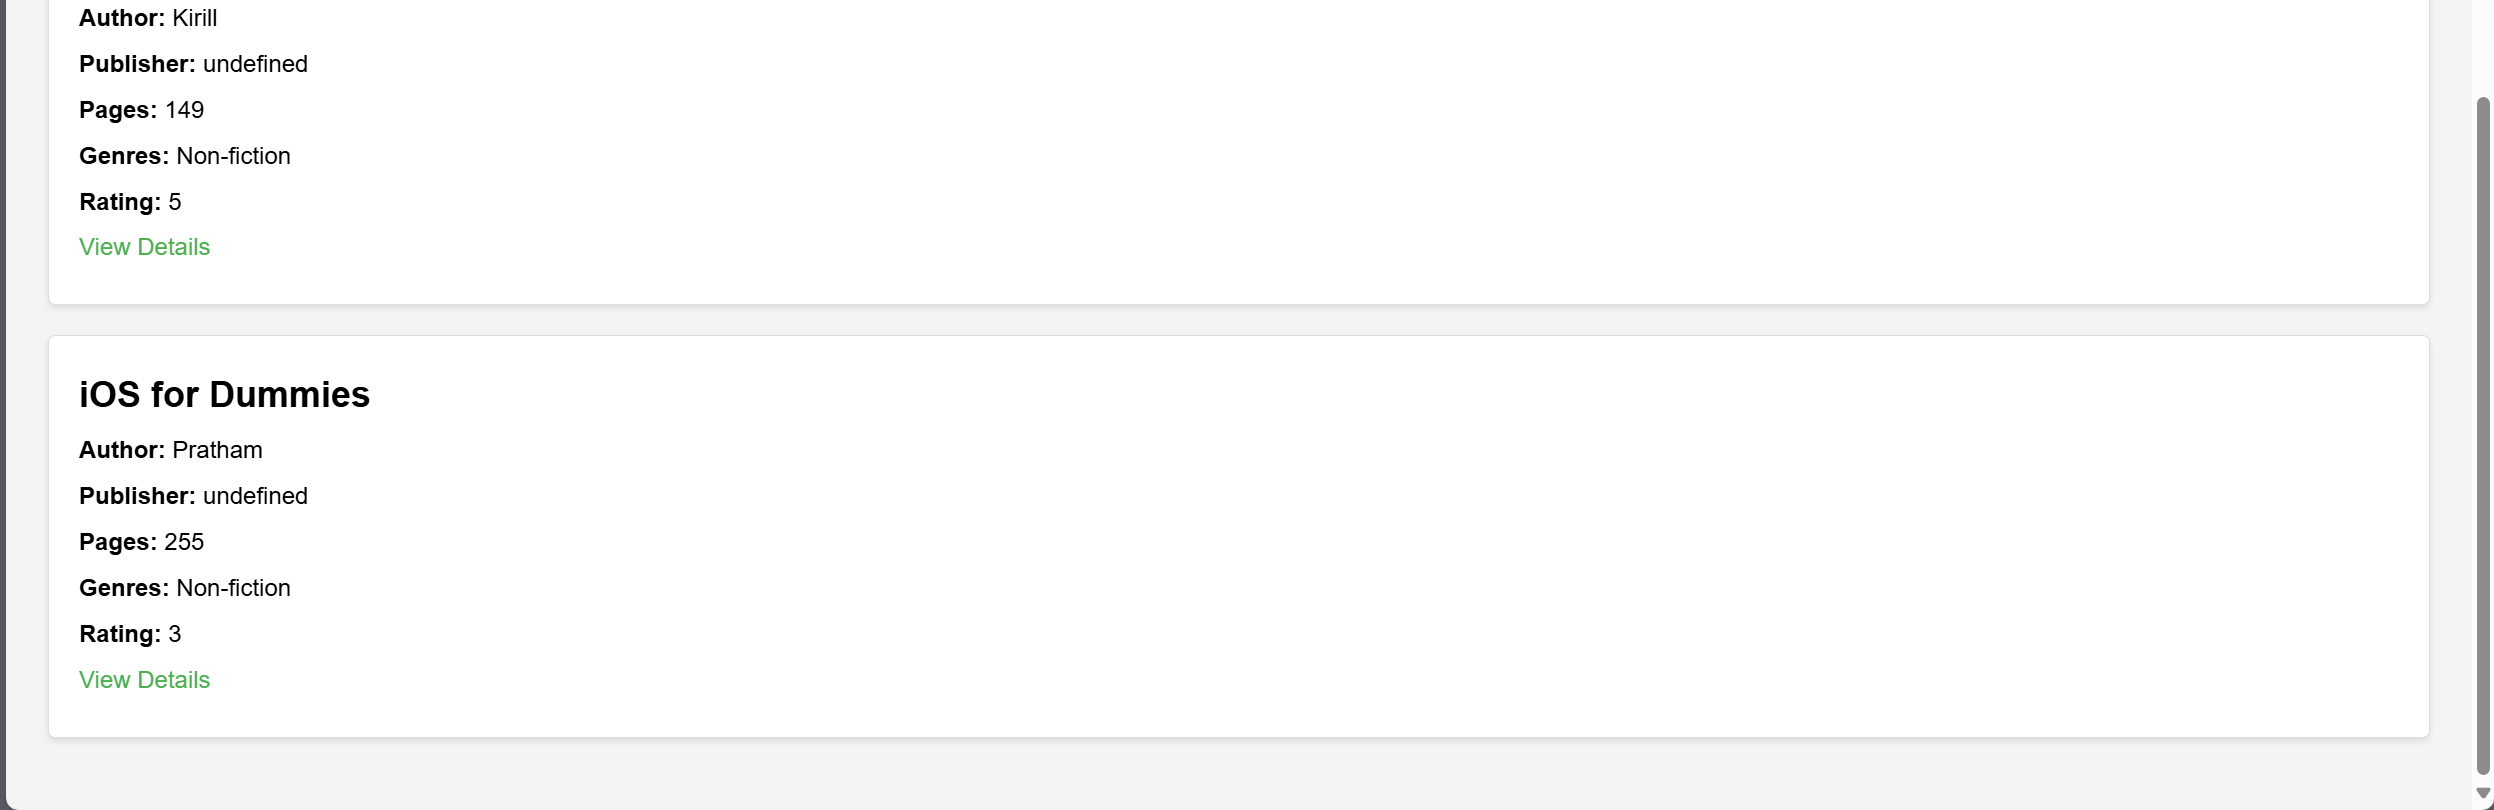 Author: Kirill
Publisher: undefined
Pages: 149
Genres: Non-fiction
Rating: 5
View Details
iOS for Dummies
Author: Pratham
Publisher: undefined
Pages: 255
Genres: Non-fiction
Rating: 3
View Details